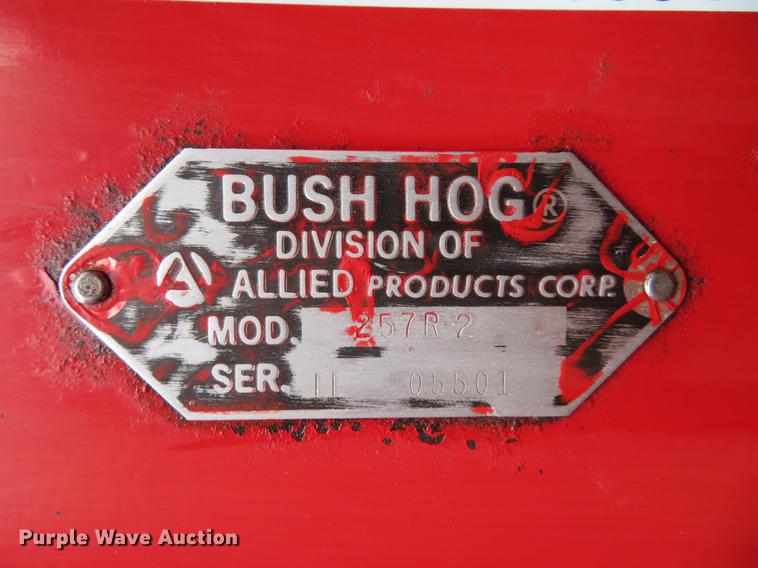 BUSH HOG®
DIVISION OF
ALLIED PRODUCTS CORP.
MOD. 257R-2
SER. 11 05501
Purple Wave Auction